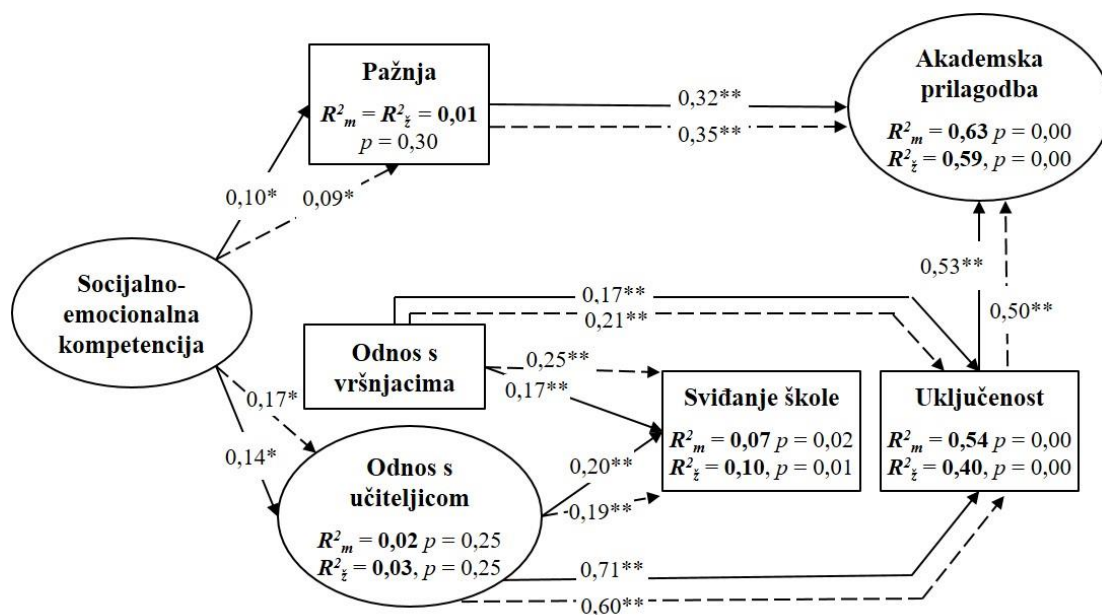 Pažnja
R²m = R²ž = 0,01
p = 0,30
Akademska
prilagodba
R²m = 0,63 p = 0,00
R²ž = 0,59, p = 0,00
0,32**
0,35**
0,10*
0,09*
Socijalno-
emocionalna
kompetencija
0,53**
0,50**
0,17**
0,21**
Odnos s
vršnjacima
0,25**
0,17**
Sviđanje škole
R²m = 0,07 p = 0,02
R²ž = 0,10, p = 0,01
Uključenost
R²m = 0,54 p = 0,00
R²ž = 0,40, p = 0,00
0,17*
0,14*
Odnos s
učiteljicom
R²m = 0,02 p = 0,25
R²ž = 0,03, p = 0,25
0,20**
0,19**
0,71**
0,60**